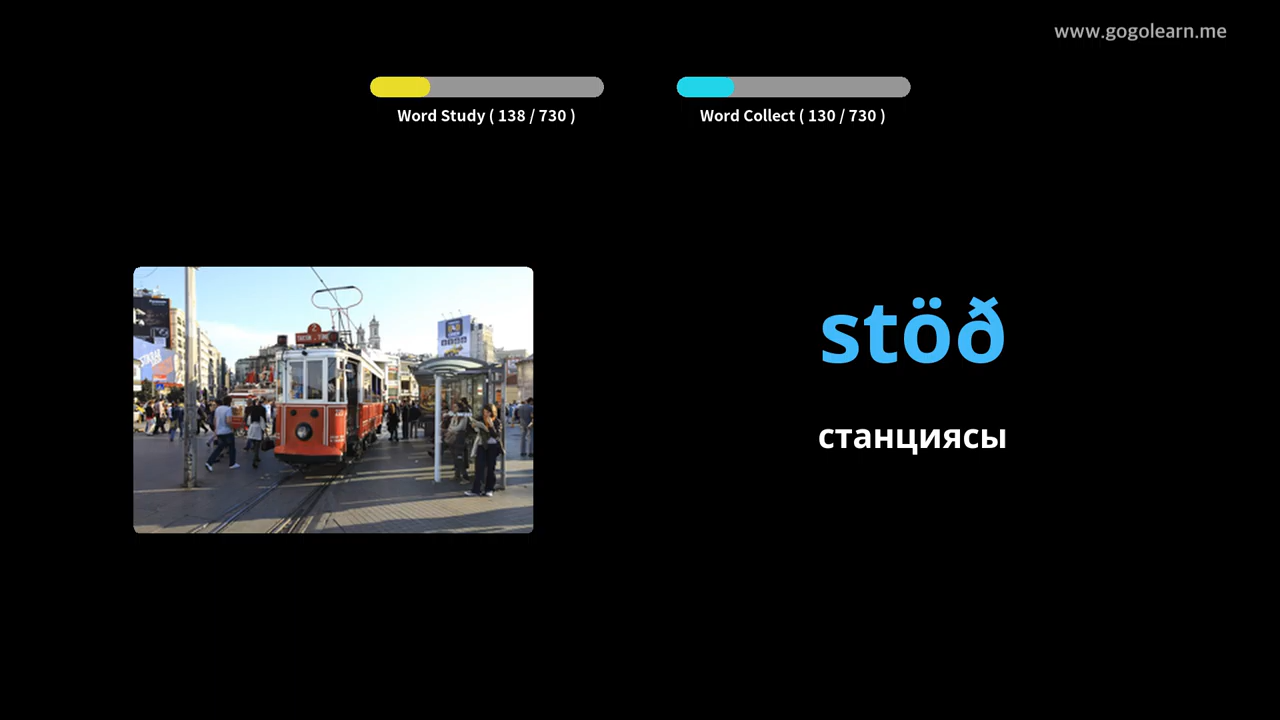 www.gogolearn.me
Word Study ( 138 / 730 )
Word Collect ( 130 / 730 )
stöð
станциясы